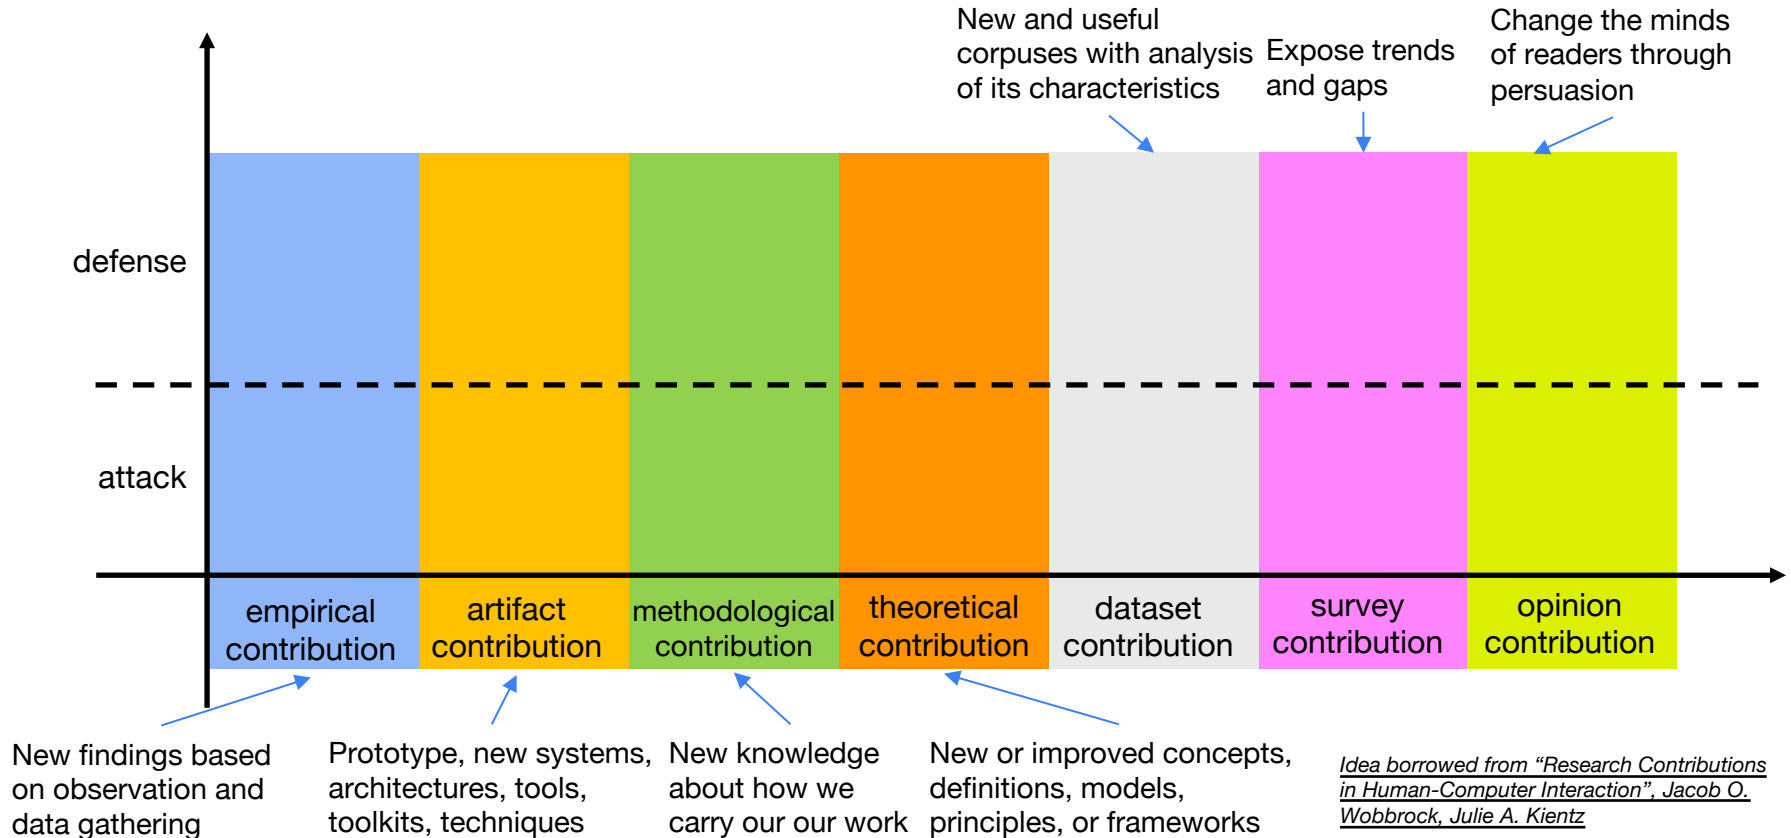 New and useful
corpuses with analysis
of its characteristics
Expose trends
and gaps
Change the minds
of readers through
persuasion
defense
attack
empirical
contribution
artifact
contribution
methodological
contribution
theoretical
contribution
dataset
contribution
survey
contribution
opinion
contribution
New findings based
on observation and
data gathering
Prototype, new systems,
architectures, tools,
toolkits, techniques
New knowledge
about how we
carry our our work
New or improved concepts,
definitions, models,
principles, or frameworks
Idea borrowed from “Research Contributions
in Human-Computer Interaction”, Jacob O.
Wobbrock, Julie A. Kientz